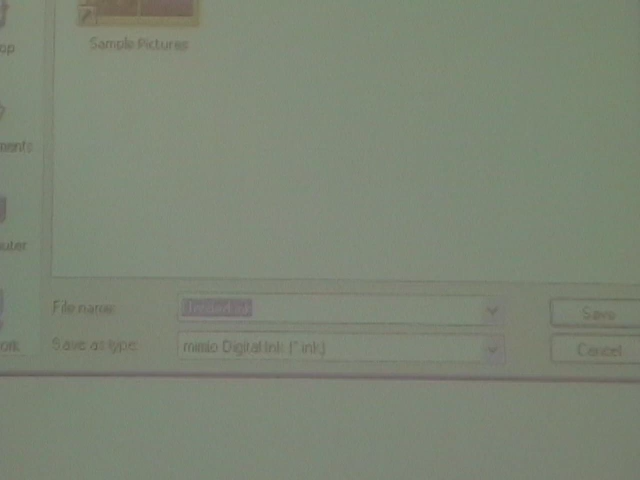 Sample Pictures
File name:
Save
Save as type:
mimio Digital Ink (*.ink)
Cancel